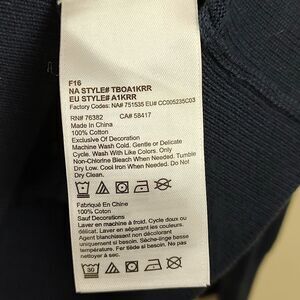 F16
NA STYLE# TBOA1KRR
EU STYLE# A1KRR
Factory Codes: NA# 751535 EU# CC005235C03
RN# 76382 CA# 58417
Made In China
100% Cotton
Exclusive Of Decoration
Machine Wash Cold. Gentle or Delicate
Cycle. Wash With Like Colors. Only
Non-Chlorine Bleach When Needed. Tumble
Dry Low. Cool Iron When Needed. Do Not
Dry Clean.
Fabriqué En Chine
100% Coton
Sauf Decorations
Laver en machine à froid. Cycle doux ou
délicat. Laver en séparant les couleurs.
Agent blanchissant non décolorant
uniquement si besoin. Sèche-linge basse
température. Fer tiède si besoin. Ne pas
nettoyer à sec.
30